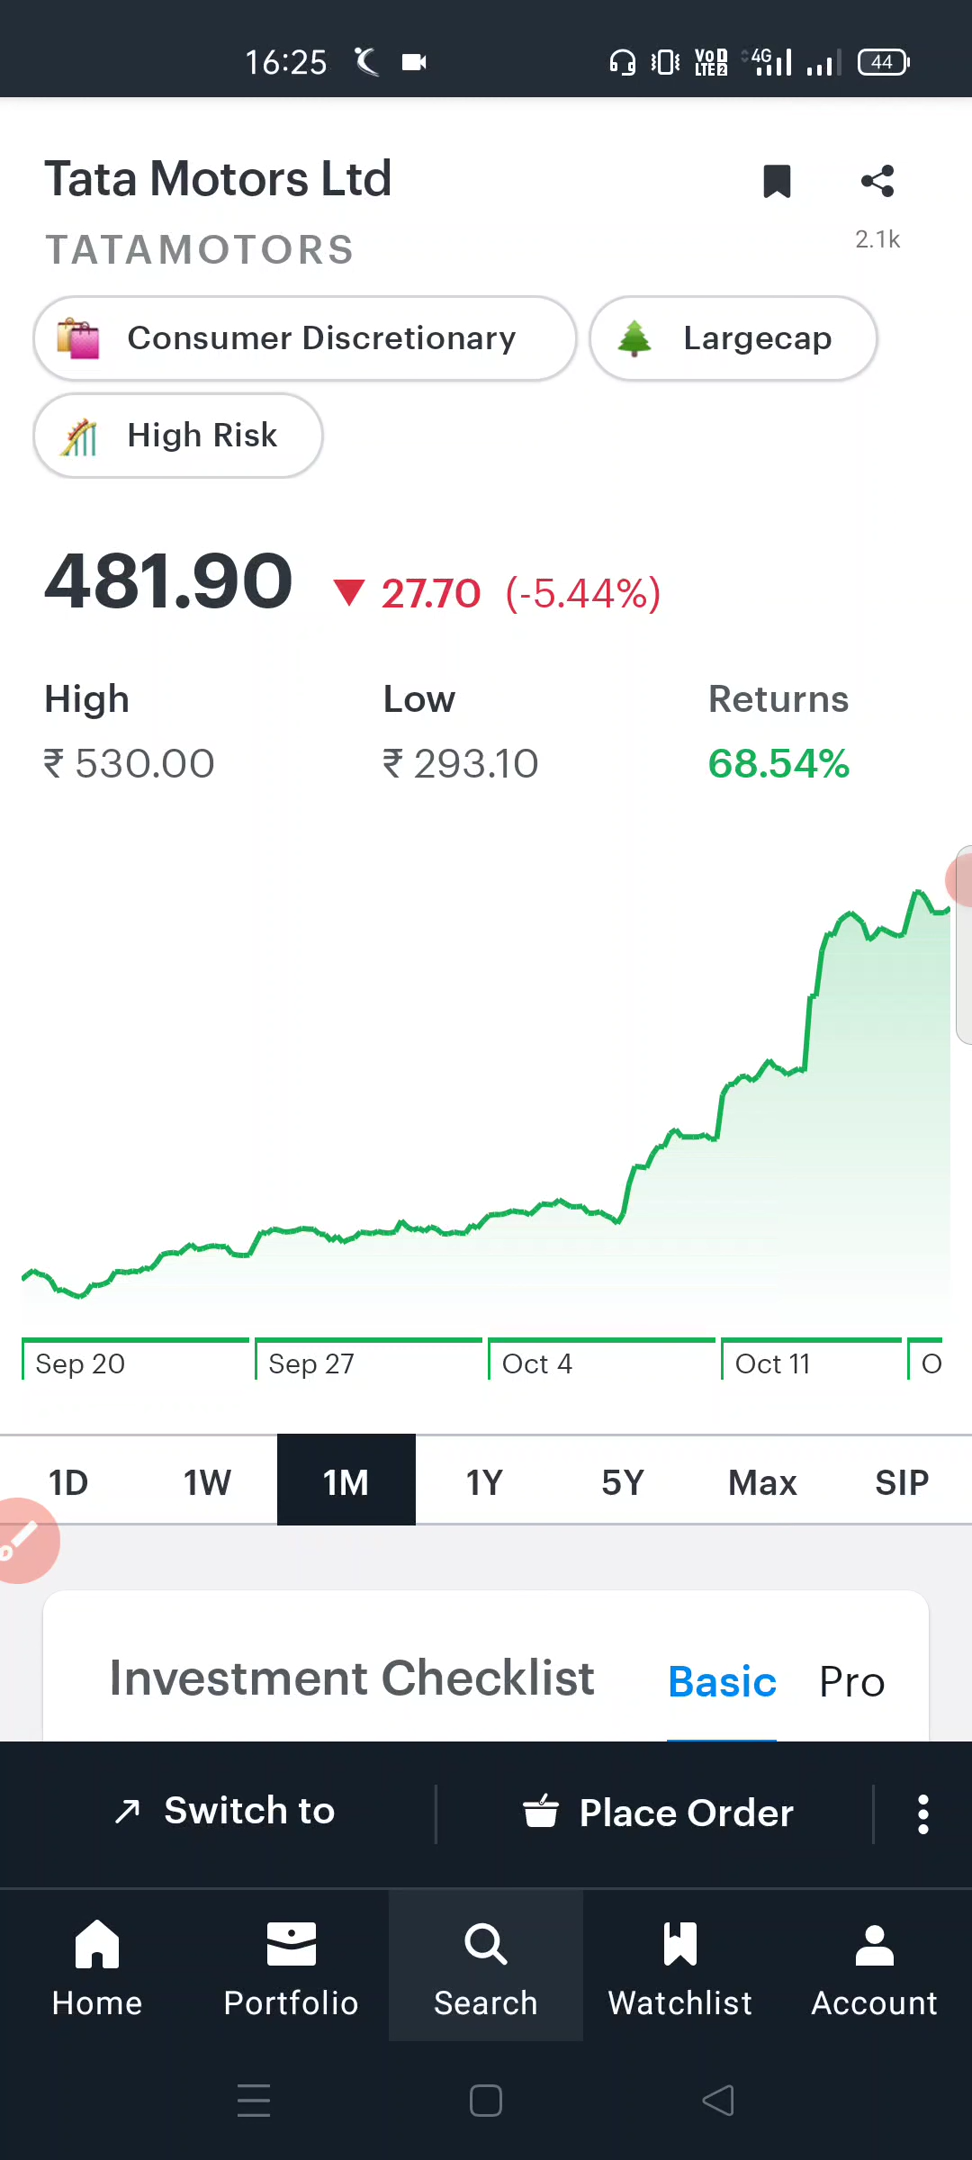 16:25 VoD LTE2 4G 44
Tata Motors Ltd
TATAMOTORS
2.1k
Consumer Discretionary Largecap
High Risk
481.90 ▼ 27.70 (-5.44%)
High Low Returns
₹ 530.00 ₹ 293.10 68.54%
Sep 20 Sep 27 Oct 4 Oct 11 O
1D 1W 1M 1Y 5Y Max SIP
Investment Checklist Basic Pro
Switch to Place Order
Home Portfolio Search Watchlist Account